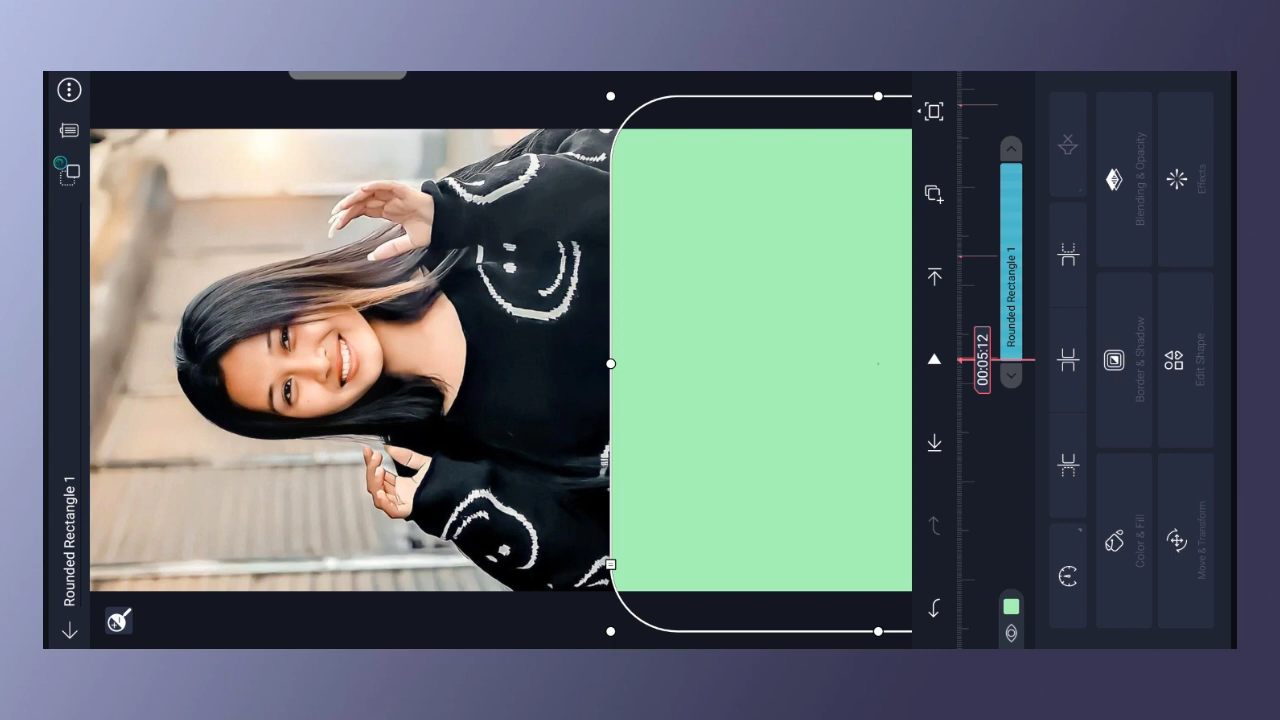 Rounded Rectangle 1
00:05:12
Rounded Rectangle 1
Color & Fill
Border & Shadow
Blending & Opacity
Move & Transform
Edit Shape
Effects